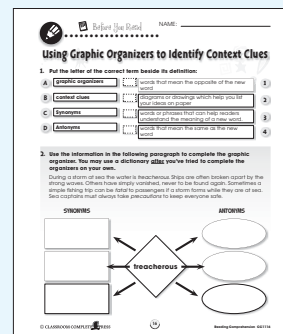 Before You Read
NAME:
Using Graphic Organizers to Identify Context Clues
1. Put the letter of the correct term beside its definition:
A graphic organizers words that mean the opposite of the new word 1
B context clues diagrams or drawings which help you list your ideas on paper 2
C Synonyms words or phrases that can help readers understand the meaning of a new word. 3
D Antonyms words that mean the same as the new word 4
2. Use the information in the following paragraph to complete the graphic
organizer. You may use a dictionary after you've tried to complete the
organizers on your own.
During a storm at sea the water is treacherous. Ships are often broken apart by the
strong waves. Others have simply vanished, never to be found again. Sometimes a
simple fishing trip can be fatal to passengers if a storm forms while they are at sea.
Sea captains must always take precautions to keep everyone safe.
SYNONYMS ANTONYMS
treacherous
© CLASSROOM COMPLETE PRESS 16 Reading Comprehension CC1116